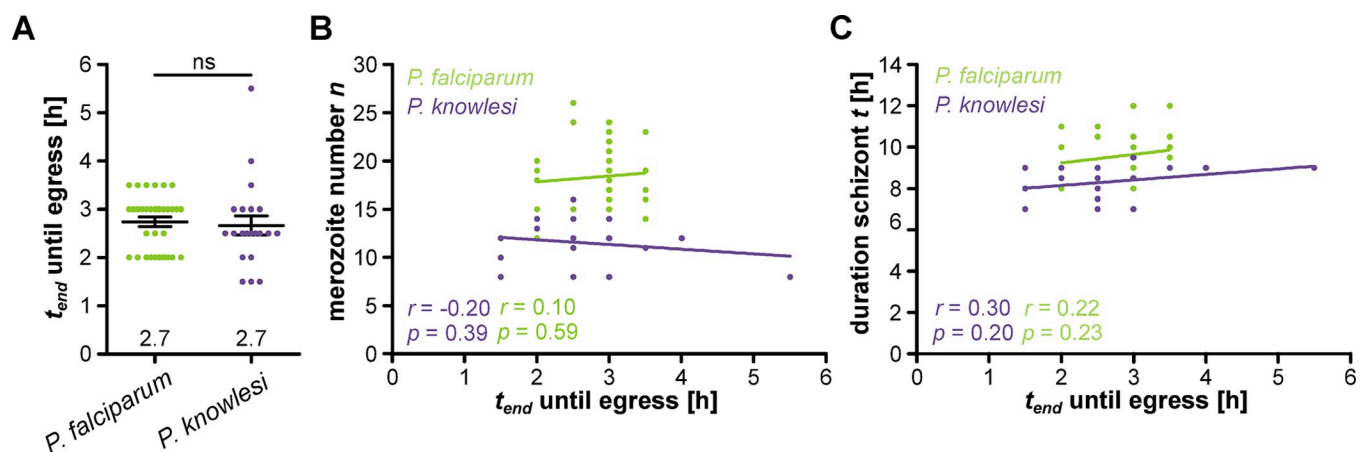 A
t_end until egress [h]
6
5
4
3
2
1
0
ns
2.7
2.7
P. falciparum
P. knowlesi
B
merozoite number n
30
25
20
15
10
5
0
P. falciparum
P. knowlesi
r = -0.20 r = 0.10
p = 0.39 p = 0.59
0 1 2 3 4 5 6
t_end until egress [h]
C
duration schizont t [h]
14
12
10
8
6
4
2
0
P. falciparum
P. knowlesi
r = 0.30 r = 0.22
p = 0.20 p = 0.23
0 1 2 3 4 5 6
t_end until egress [h]